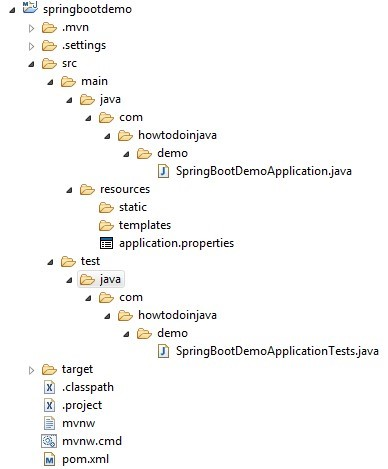 springbootdemo
.mvn
.settings
src
main
java
com
howtodoinjava
demo
SpringBootDemoApplication.java
resources
static
templates
application.properties
test
java
com
howtodoinjava
demo
SpringBootDemoApplicationTests.java
target
.classpath
.project
mvnw
mvnw.cmd
pom.xml